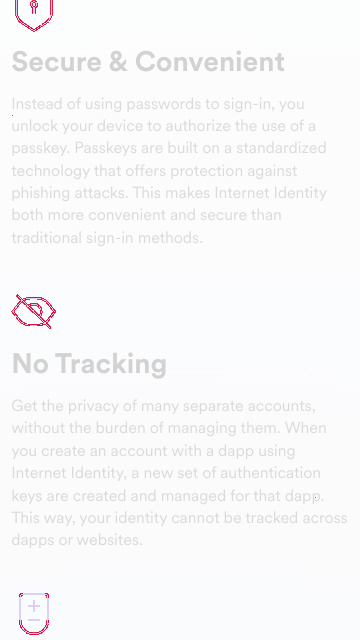 Secure & Convenient
Instead of using passwords to sign-in, you
unlock your device to authorize the use of a
passkey. Passkeys are built on a standardized
technology that offers protection against
phishing attacks. This makes Internet Identity
both more convenient and secure than
traditional sign-in methods.
No Tracking
Get the privacy of many separate accounts,
without the burden of managing them. When
you create an account with a dapp using
Internet Identity, a new set of authentication
keys are created and managed for that dapp.
This way, your identity cannot be tracked across
dapps or websites.